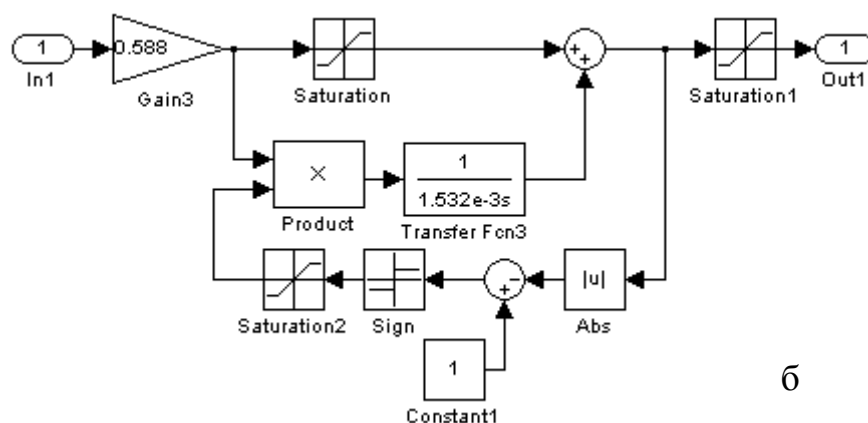 1
In1
0.588
Gain3
Saturation
+
+
Saturation1
1
Out1
×
Product
1
1.532e-3s
Transfer Fcn3
Saturation2
Sign
−
+
|u|
Abs
1
Constant1
б